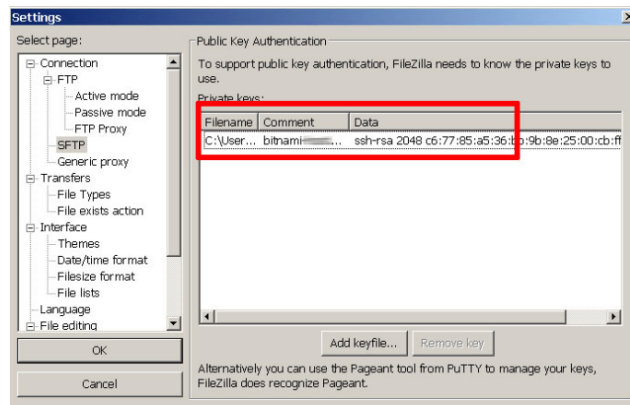 Settings
Select page:
Connection
FTP
Active mode
Passive mode
FTP Proxy
SFTP
Generic proxy
Transfers
File Types
File exists action
Interface
Themes
Date/time format
Filesize format
File lists
Language
File editing
OK
Cancel
Public Key Authentication
To support public key authentication, FileZilla needs to know the private keys to
use.
Private keys:
Filename Comment Data
C:\User... bitnami ... ssh-rsa 2048 c6:77:85:a5:36:bb:9b:8e:25:00:cb:ff
Add keyfile... Remove key
Alternatively you can use the Pageant tool from PuTTY to manage your keys,
FileZilla does recognize Pageant.